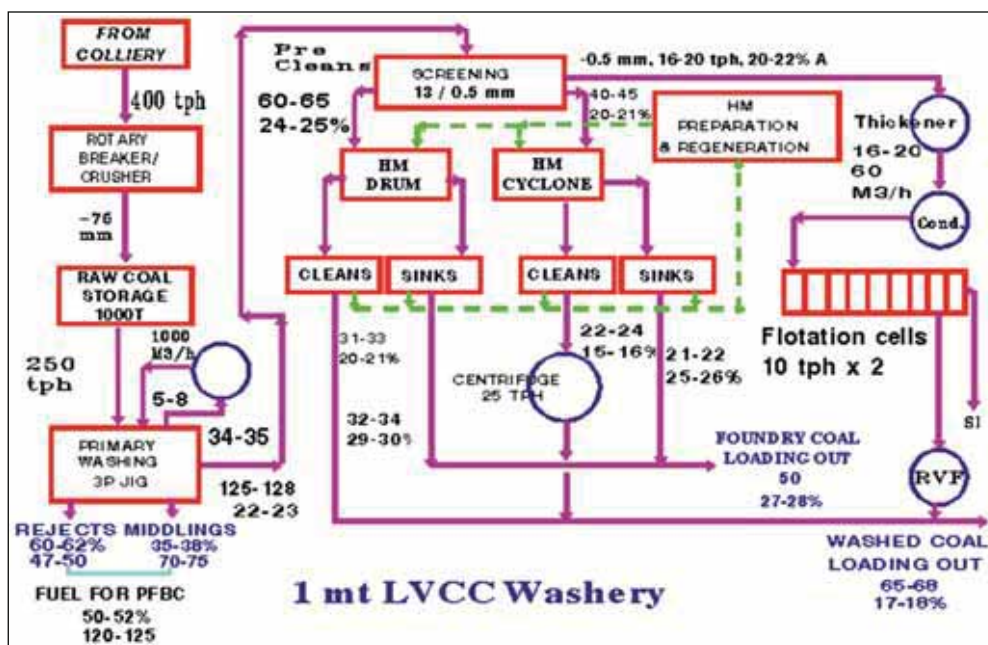 FROM
COLLIERY
400 tph
ROTARY
BREAKER/
CRUSHER
-76
mm
RAW COAL
STORAGE
1000T
250
tph
1000
M3/h
5-8
34-35
PRIMARY
WASHING
3P JIG
125-128
22-23
REJECTS MIDDLINGS
60-62% 35-38%
47-50 70-75
FUEL FOR PFBC
50-52%
120-125
Pre
Cleans
60-65
24-25%
SCREENING
13 / 0.5 mm
-0.5 mm, 16-20 tph, 20-22% A
40-45
20-21%
HM
PREPARATION
& REGENERATION
HM
DRUM
HM
CYCLONE
CLEANS
SINKS
CLEANS
SINKS
31-33
20-21%
32-34
29-30%
22-24
15-16%
21-22
25-26%
CENTRIFOGE
25 TPH
FOUNDRY COAL
LOADING OUT
50
27-28%
Thickener
16-20
60
M3/h
Cond.
Flotation cells
10 tph x 2
SI
RVF
WASHED COAL
LOADING OUT
65-68
17-18%
1 mt LVCC Washery